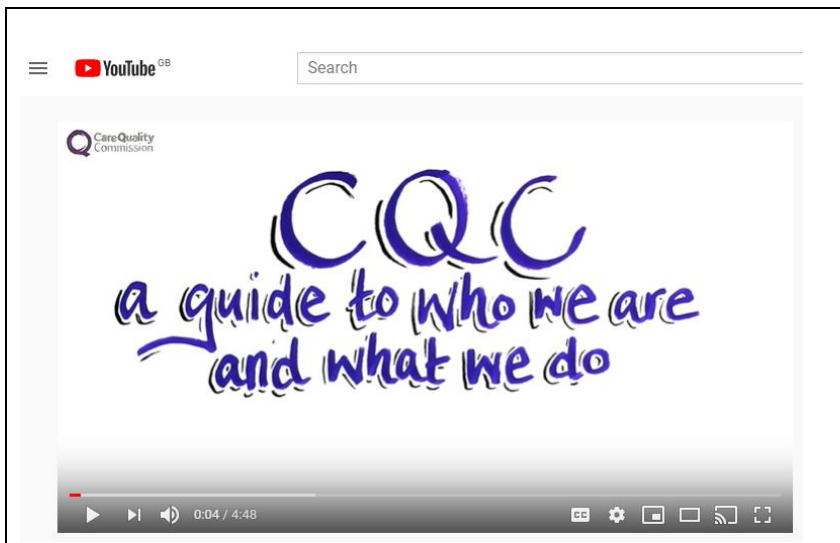 YouTube GB
Search
CareQuality
Commission
CQC
a guide to who we are
and what we do
0:04 / 4:48
CC